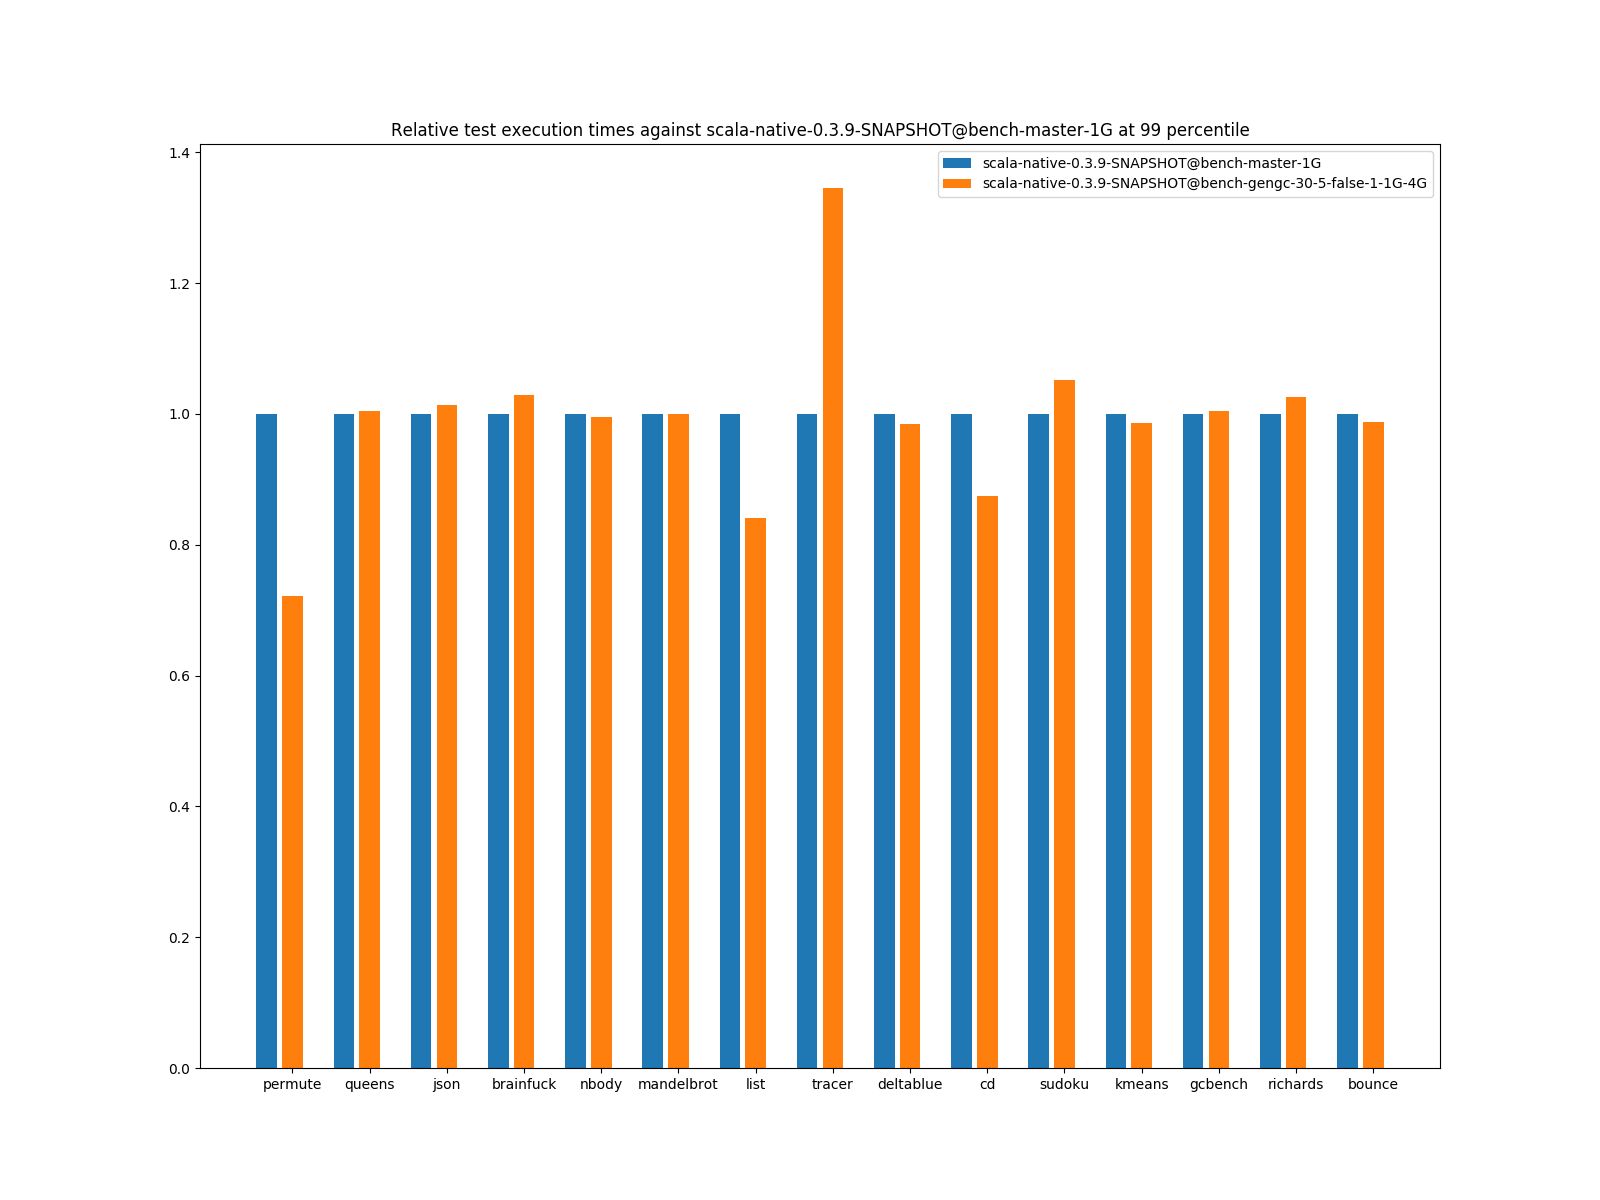 Relative test execution times against scala-native-0.3.9-SNAPSHOT@bench-master-1G at 99 percentile
scala-native-0.3.9-SNAPSHOT@bench-master-1G
scala-native-0.3.9-SNAPSHOT@bench-gengc-30-5-false-1-1G-4G
1.4
1.2
1.0
0.8
0.6
0.4
0.2
0.0
permute queens json brainfuck nbody mandelbrot list tracer deltablue cd sudoku kmeans gcbench richards bounce